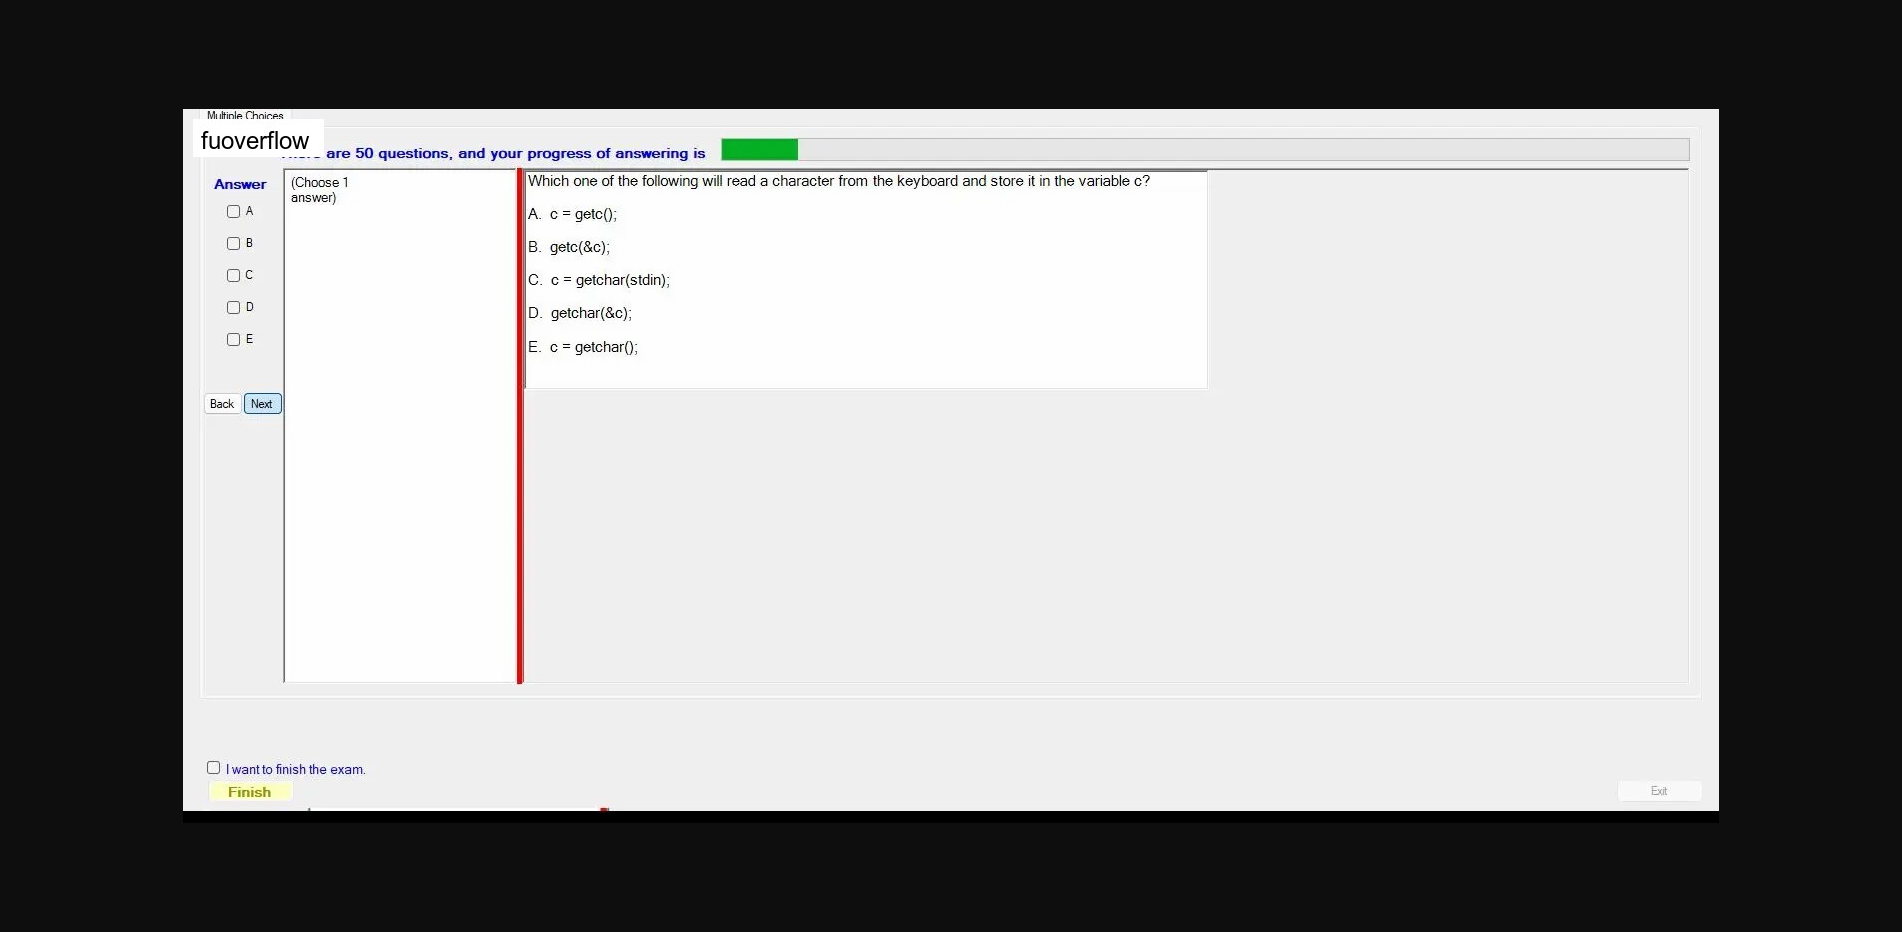 Multiple Choices
fuoverflow
are 50 questions, and your progress of answering is
Answer
(Choose 1
answer)
A
B
C
D
E
Back Next
Which one of the following will read a character from the keyboard and store it in the variable c?
A. c = getc();
B. getc(&c);
C. c = getchar(stdin);
D. getchar(&c);
E. c = getchar();
I want to finish the exam.
Finish
Exit